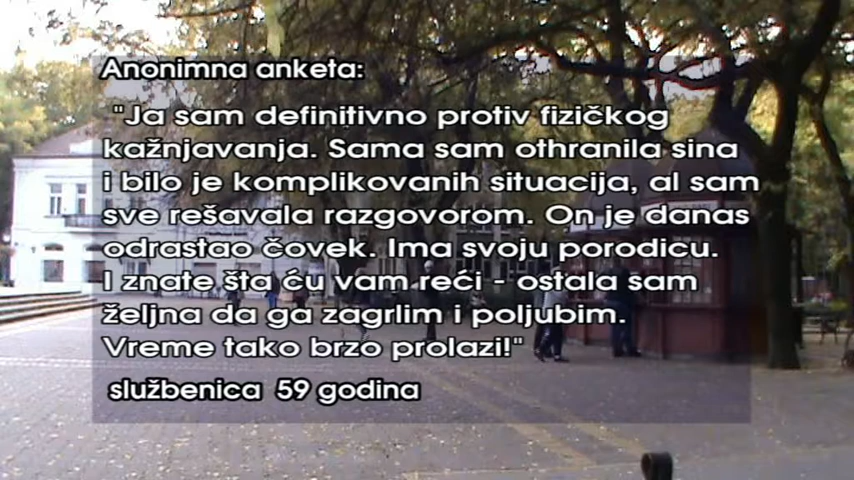 Anonimna anketa:
"Ja sam definitivno protiv fizičkog
kažnjavanja. Sama sam othranila sina
i bilo je komplikovanih situacija, al sam
sve rešavala razgovorom. On je danas
odrastao čovek. Ima svoju porodicu.
I znate šta ću vam reći - ostala sam
željna da ga zagrlim i poljubim.
Vreme tako brzo prolazi!"
službenica 59 godina